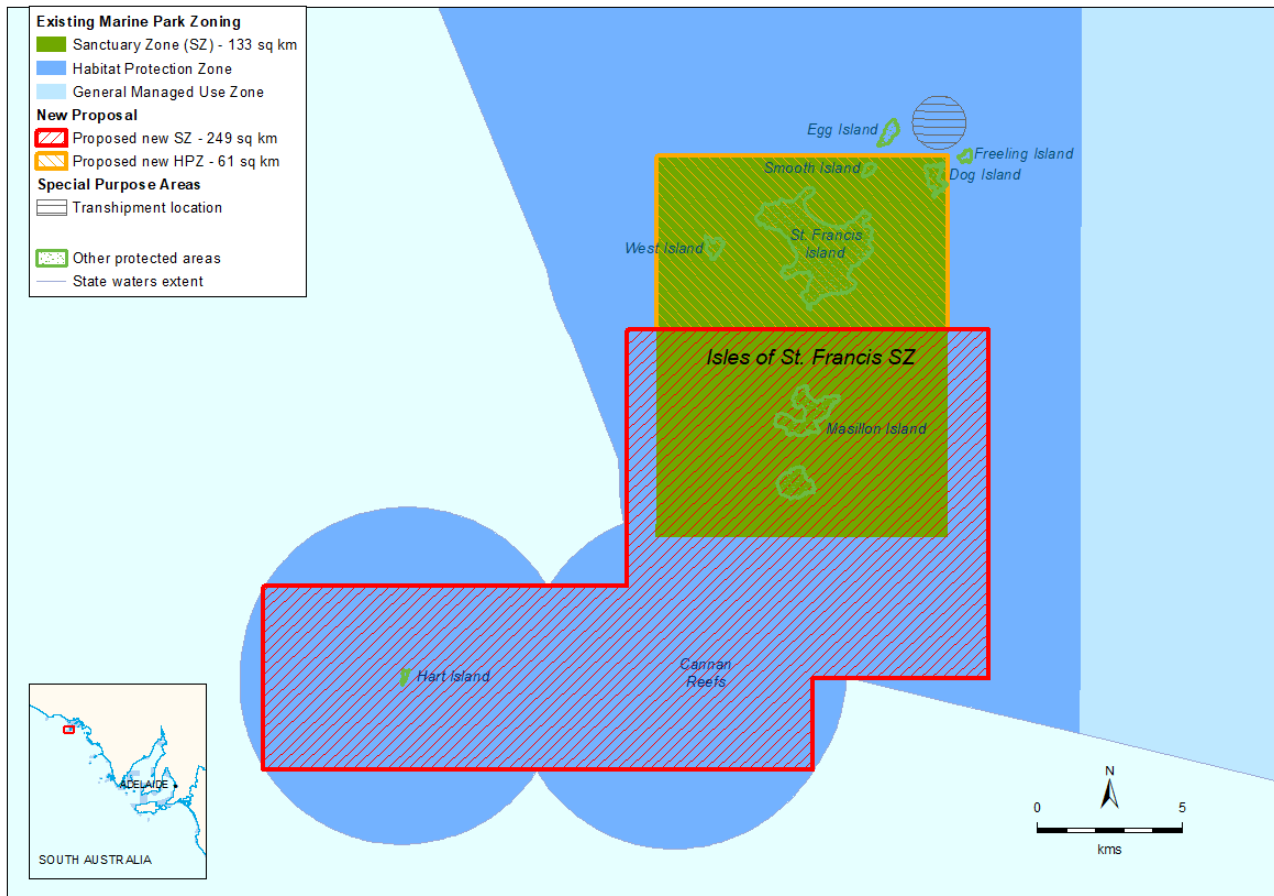 Existing Marine Park Zoning
Sanctuary Zone (SZ) - 133 sq km
Habitat Protection Zone
General Managed Use Zone
New Proposal
Proposed new SZ - 249 sq km
Proposed new HPZ - 61 sq km
Special Purpose Areas
Transhipment location
Other protected areas
State waters extent
Egg Island
Freeling Island
Smooth Island
Dog Island
West Island
St. Francis
Island
Isles of St. Francis SZ
Masillon Island
Hart Island
Cannan
Reefs
ADELAIDE
SOUTH AUSTRALIA
N
0 5
kms